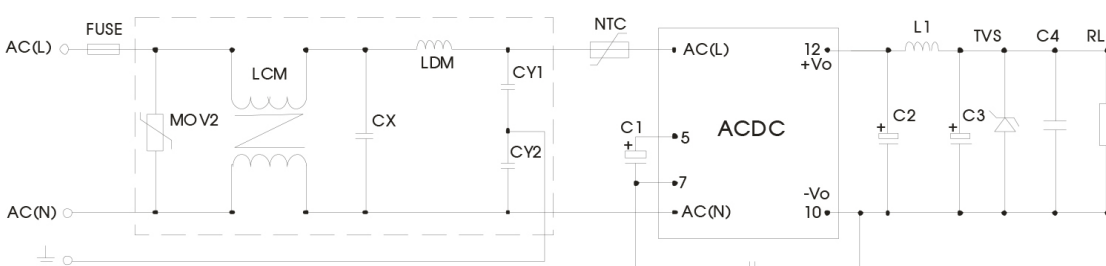 FUSE
NTC
L1
TVS
C4
RL
AC(L)
AC(L)
12
+Vo
LDM
LCM
CY1
MOV2
CX
C1
+
5
ACDC
C2
+
C3
+
CY2
7
-Vo
AC(N)
AC(N)
10